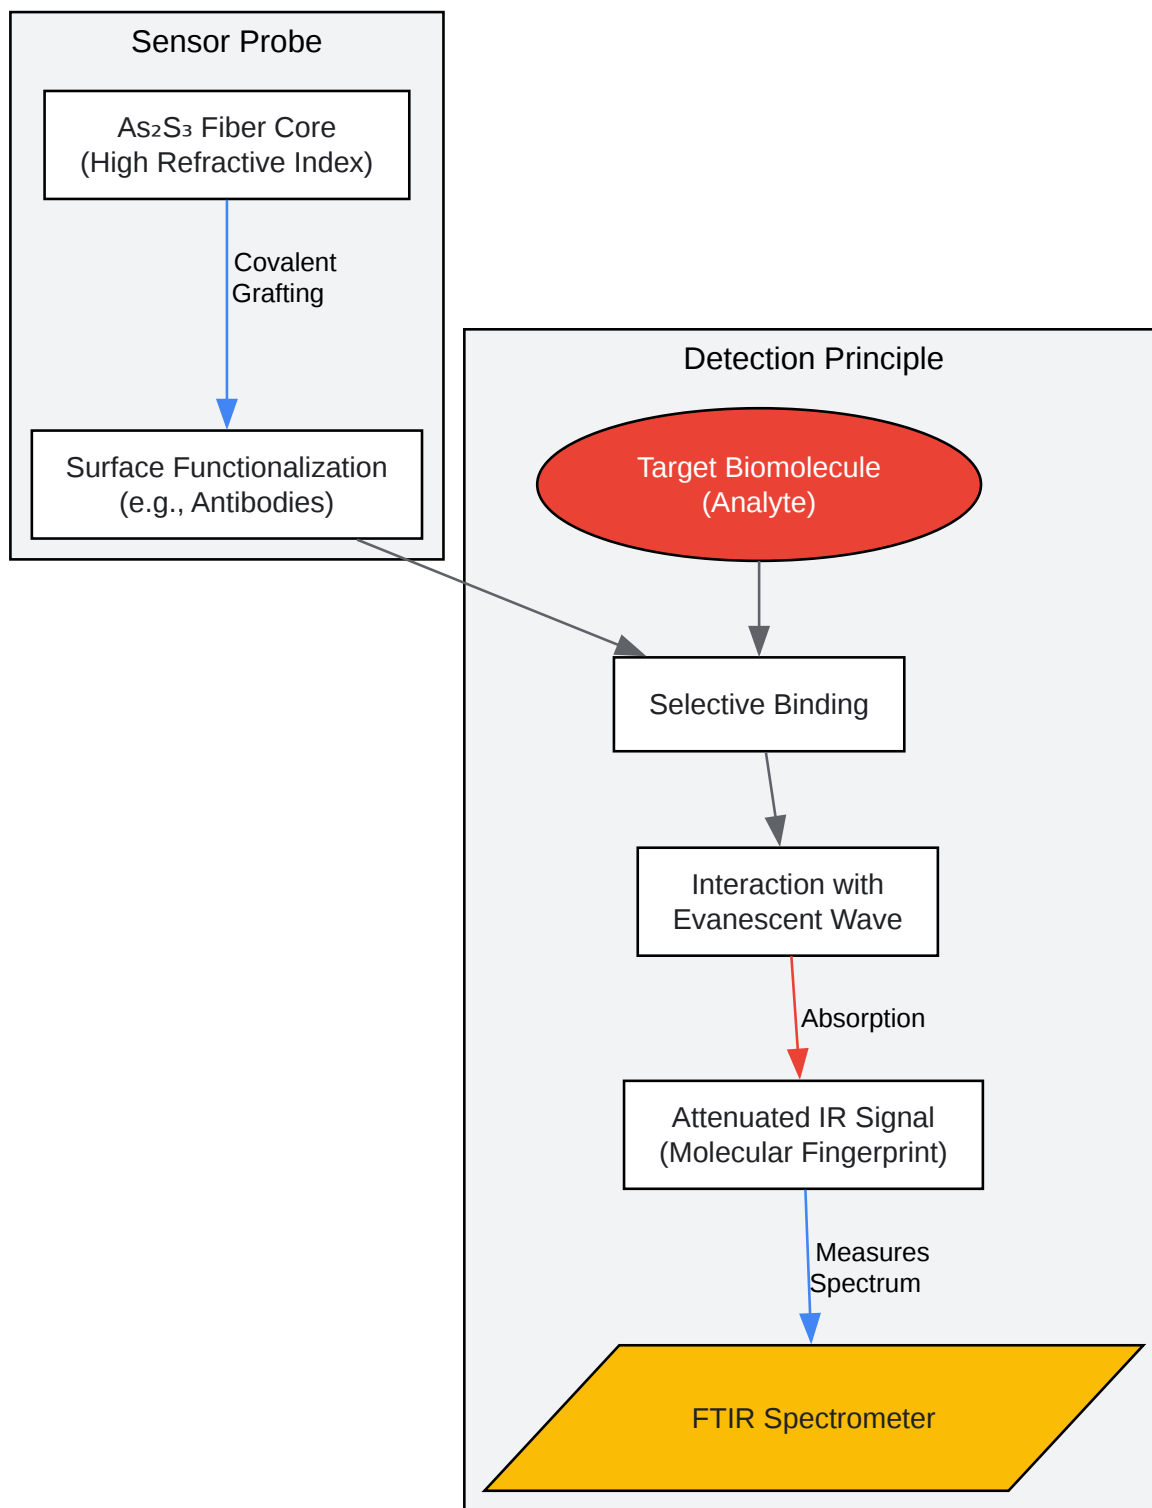 Sensor Probe
As₂S₃ Fiber Core
(High Refractive Index)
Covalent
Grafting
Surface Functionalization
(e.g., Antibodies)
Detection Principle
Target Biomolecule
(Analyte)
Selective Binding
Interaction with
Evanescent Wave
Absorption
Attenuated IR Signal
(Molecular Fingerprint)
Measures
Spectrum
FTIR Spectrometer